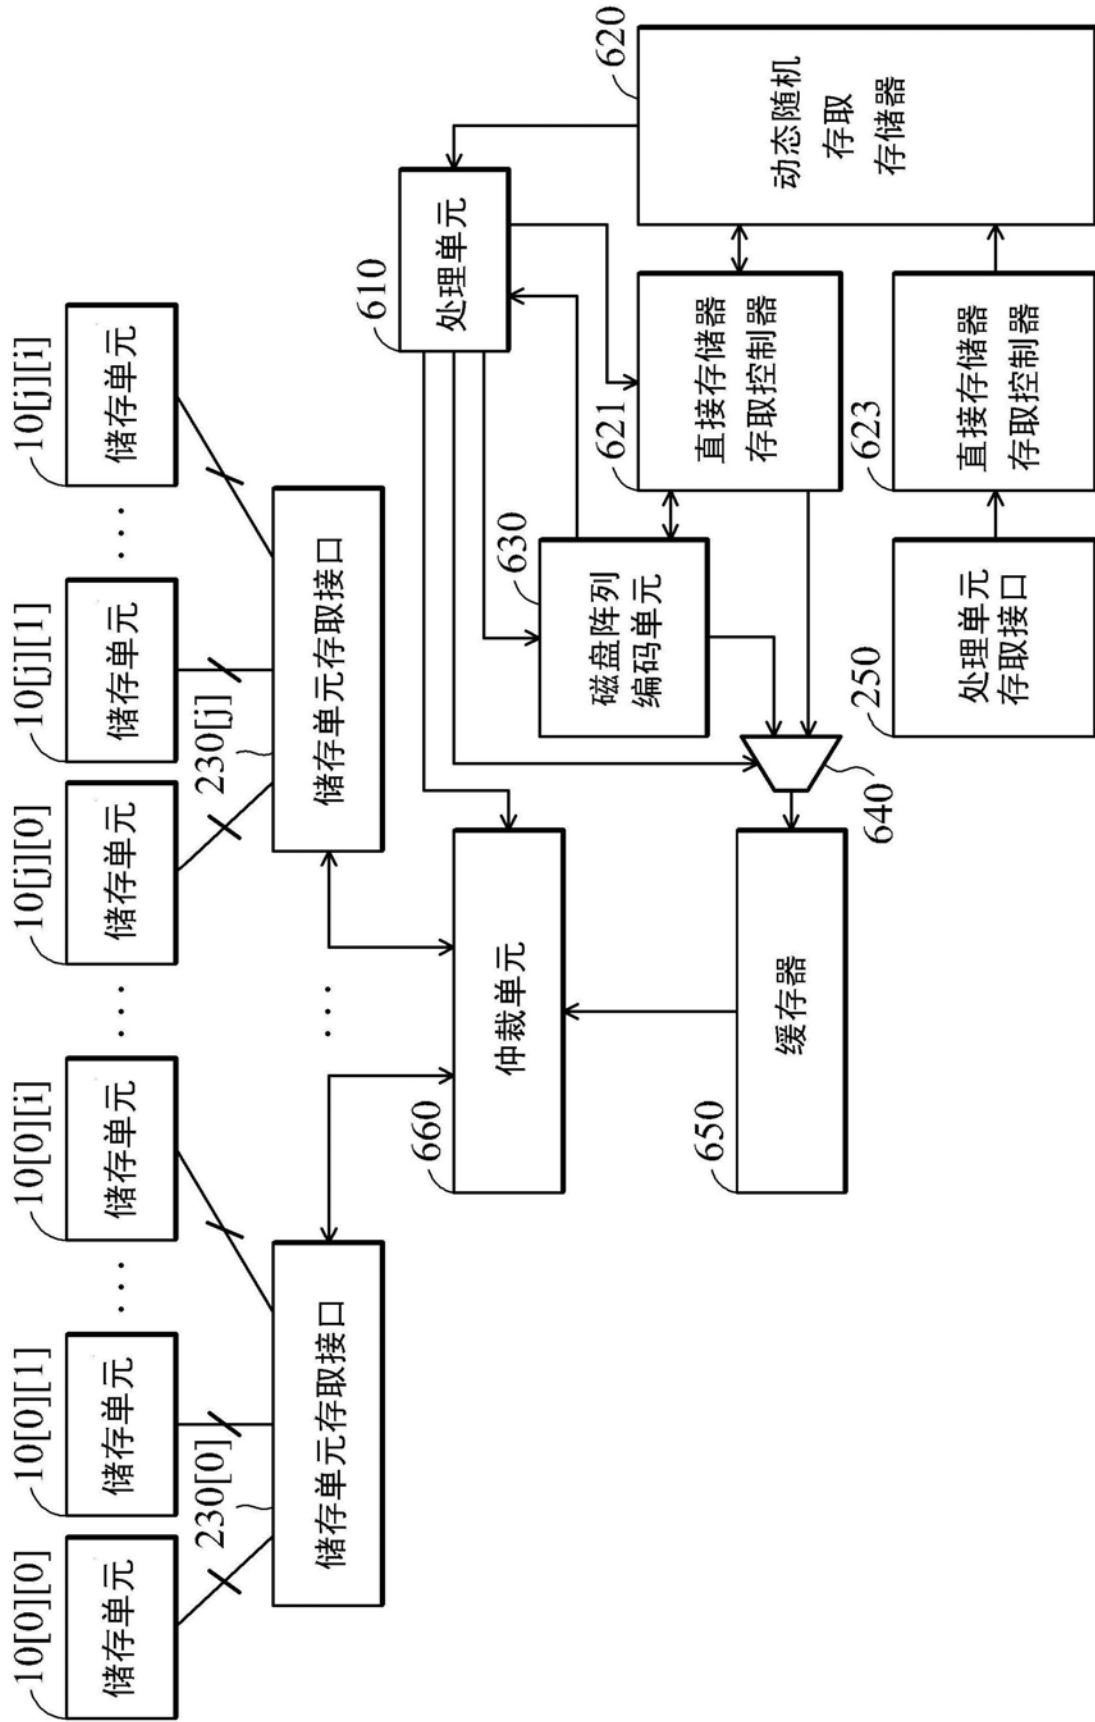 10[0][0]
储存单元
10[0][1]
储存单元
...
10[0][i]
储存单元
...
10[j][0]
储存单元
10[j][1]
储存单元
...
10[j][i]
储存单元
230[0]
储存单元存取接口
...
230[j]
储存单元存取接口
660
仲裁单元
610
处理单元
650
缓存器
640
630
磁盘阵列
编码单元
621
直接存储器
存取控制器
620
动态随机
存取
存储器
250
处理单元
存取接口
623
直接存储器
存取控制器